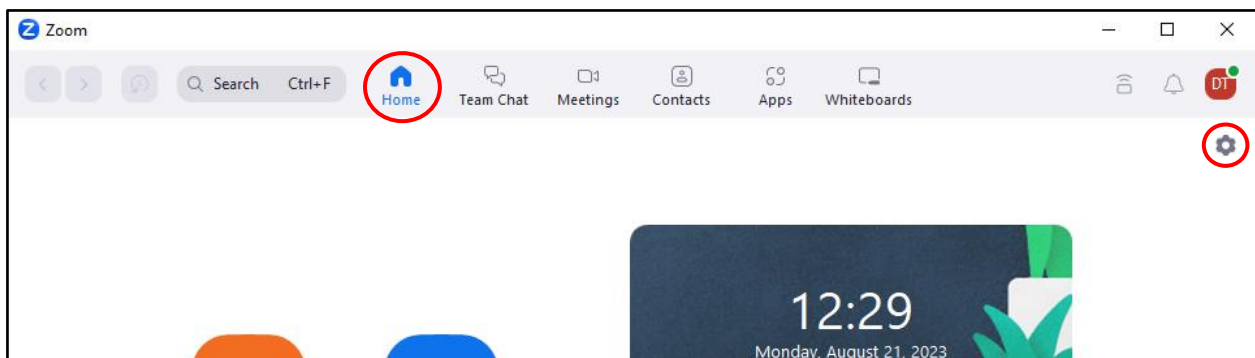 Zoom
Search Ctrl+F
Home Team Chat Meetings Contacts Apps Whiteboards
DT
12:29
Monday, August 21, 2023